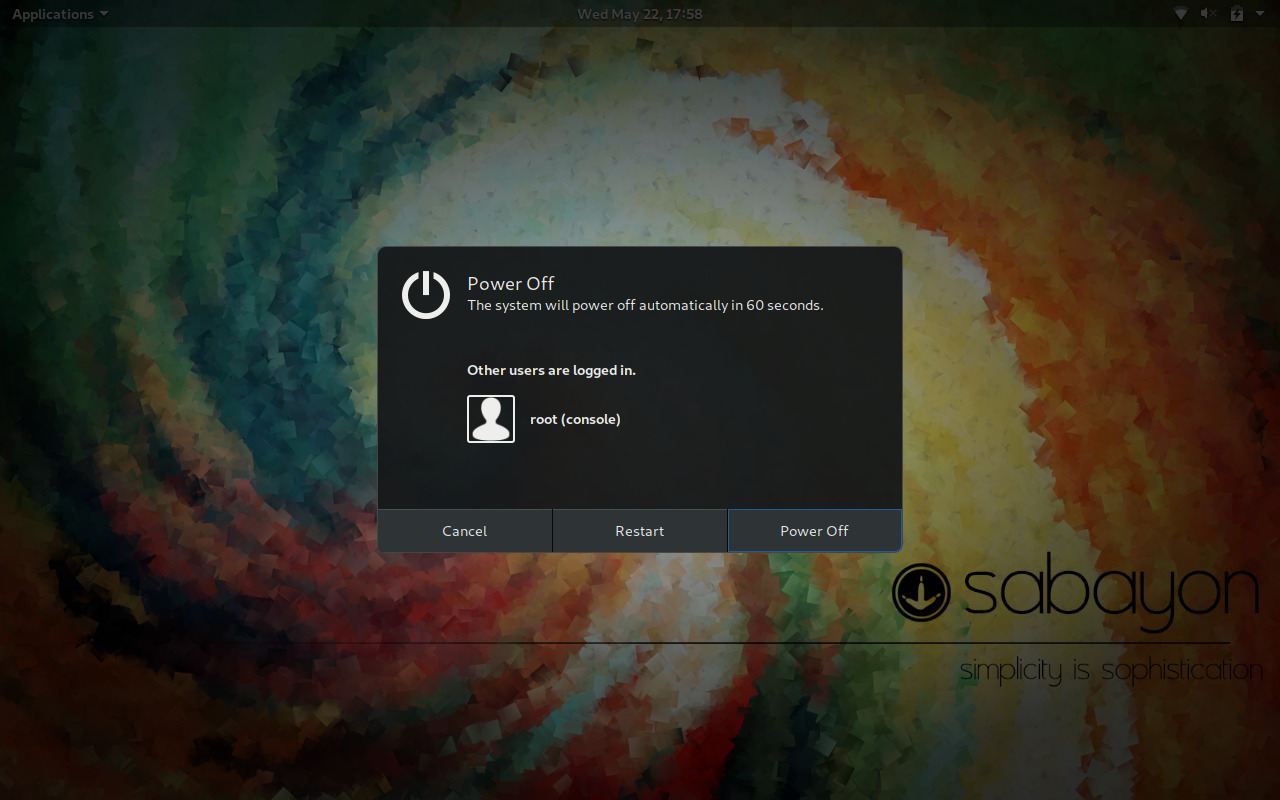 Applications
Wed May 22, 17:58
Power Off
The system will power off automatically in 60 seconds.
Other users are logged in.
root (console)
Cancel
Restart
Power Off
sabayon
simplicity is sophistication